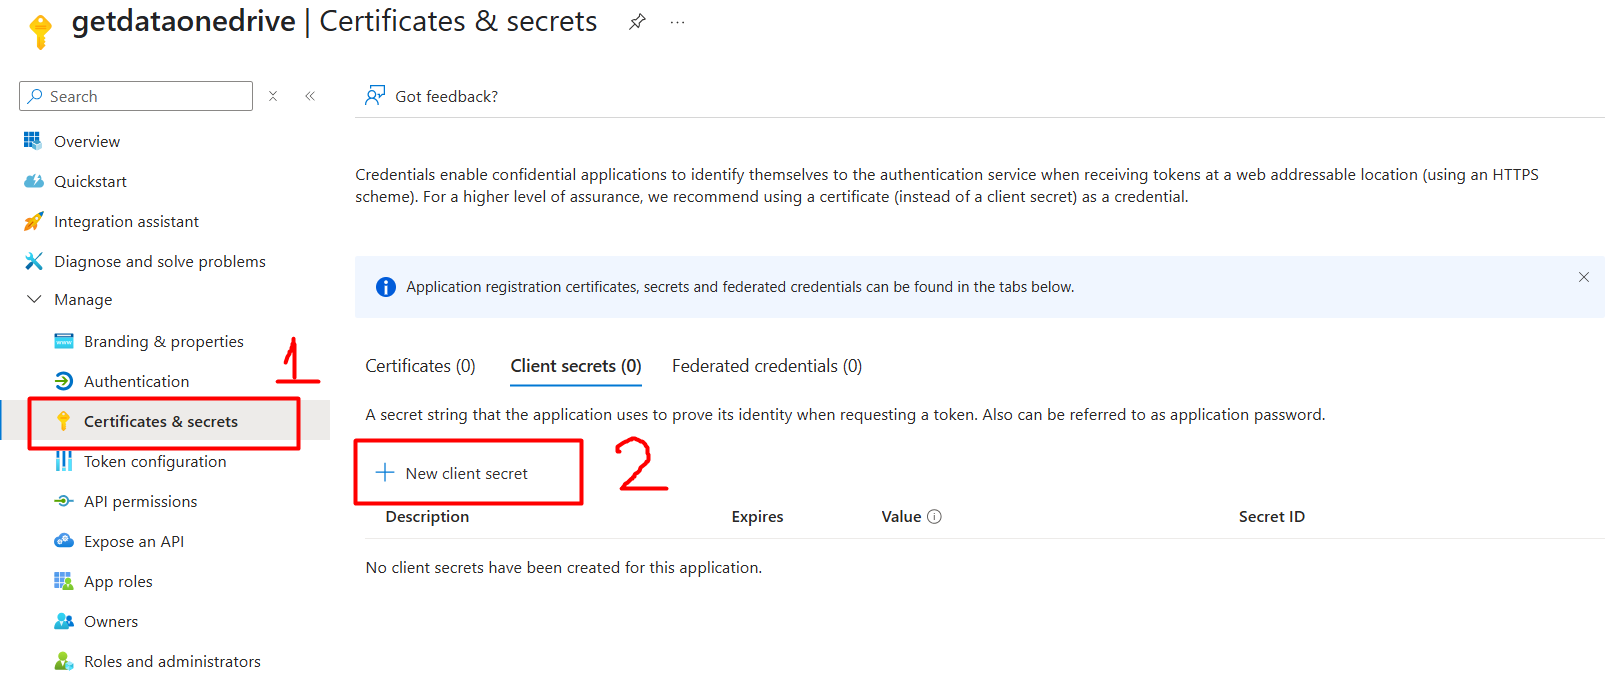 getdataonedrive | Certificates & secrets
Search
Got feedback?
Overview
Quickstart
Integration assistant
Diagnose and solve problems
Manage
Branding & properties
Authentication
Certificates & secrets
Token configuration
API permissions
Expose an API
App roles
Owners
Roles and administrators
1
Credentials enable confidential applications to identify themselves to the authentication service when receiving tokens at a web addressable location (using an HTTPS
scheme). For a higher level of assurance, we recommend using a certificate (instead of a client secret) as a credential.
Application registration certificates, secrets and federated credentials can be found in the tabs below.
Certificates (0) Client secrets (0) Federated credentials (0)
A secret string that the application uses to prove its identity when requesting a token. Also can be referred to as application password.
New client secret
2
Description Expires Value Secret ID
No client secrets have been created for this application.